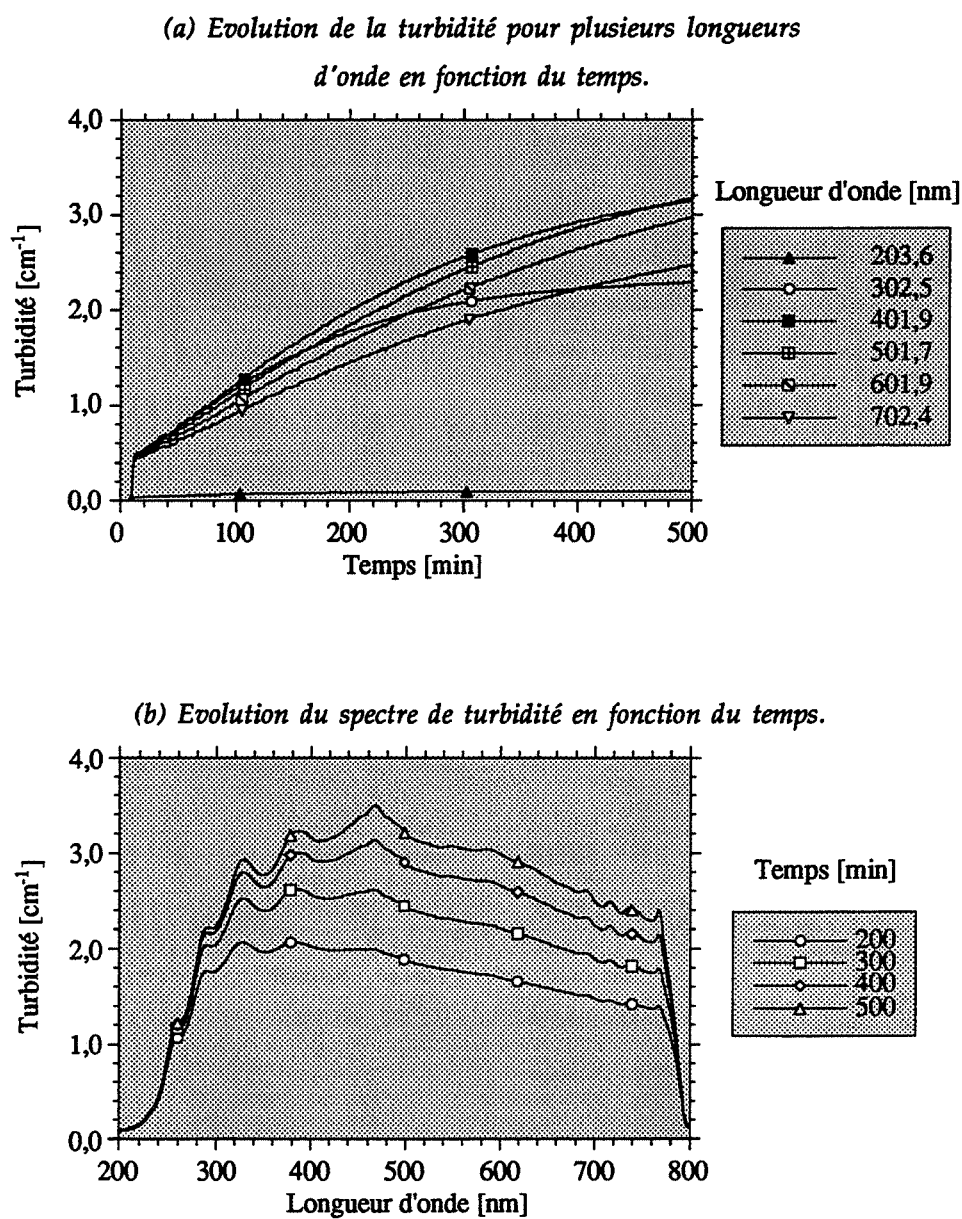 (a) Evolution de la turbidité pour plusieurs longueurs
d'onde en fonction du temps.
4,0
3,0
2,0
1,0
0,0
Turbidité [cm-1]
0 100 200 300 400 500
Temps [min]
Longueur d'onde [nm]
203,6
302,5
401,9
501,7
601,9
702,4
(b) Evolution du spectre de turbidité en fonction du temps.
4,0
3,0
2,0
1,0
0,0
Turbidité [cm-1]
200 300 400 500 600 700 800
Longueur d'onde [nm]
Temps [min]
200
300
400
500